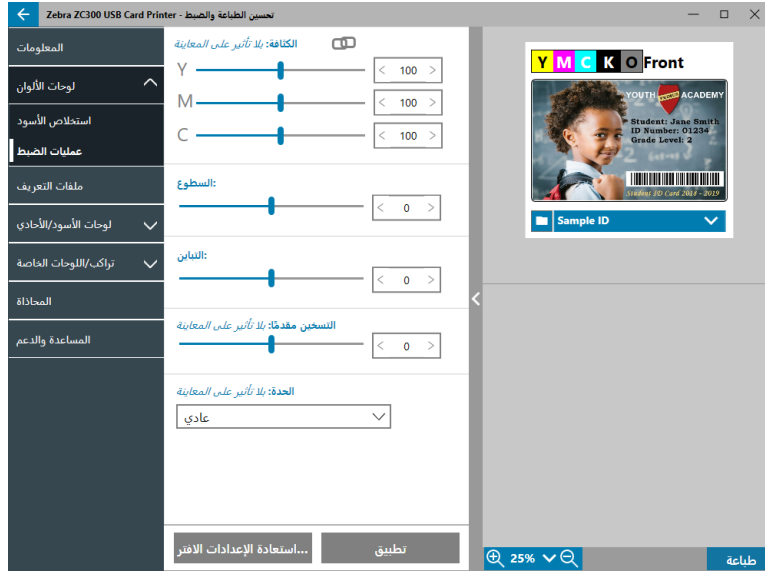 Zebra ZC300 USB Card Printer - تحسين الطباعة والضبط
المعلومات
لوحات الألوان
استخلاص الأسود
عمليات الضبط
ملفات التعريف
لوحات الأسود/الأحادي
تراكب/اللوحات الخاصة
المحاذاة
المساعدة والدعم
الكثافة: بلا تأثير على المعاينة
Y < 100 >
M < 100 >
C < 100 >
السطوع:
< 0 >
التباين:
< 0 >
التسخين مقدمًا: بلا تأثير على المعاينة
< 0 >
الحدة: بلا تأثير على المعاينة
عادي
استعادة الإعدادات الافتر...
تطبيق
Y M C K O Front
YOUTH PRIMER ACADEMY
Student: Jane Smith
ID Number: 01234
Grade Level: 2
Student ID Card 2018 - 2019
Sample ID
25%
طباعة